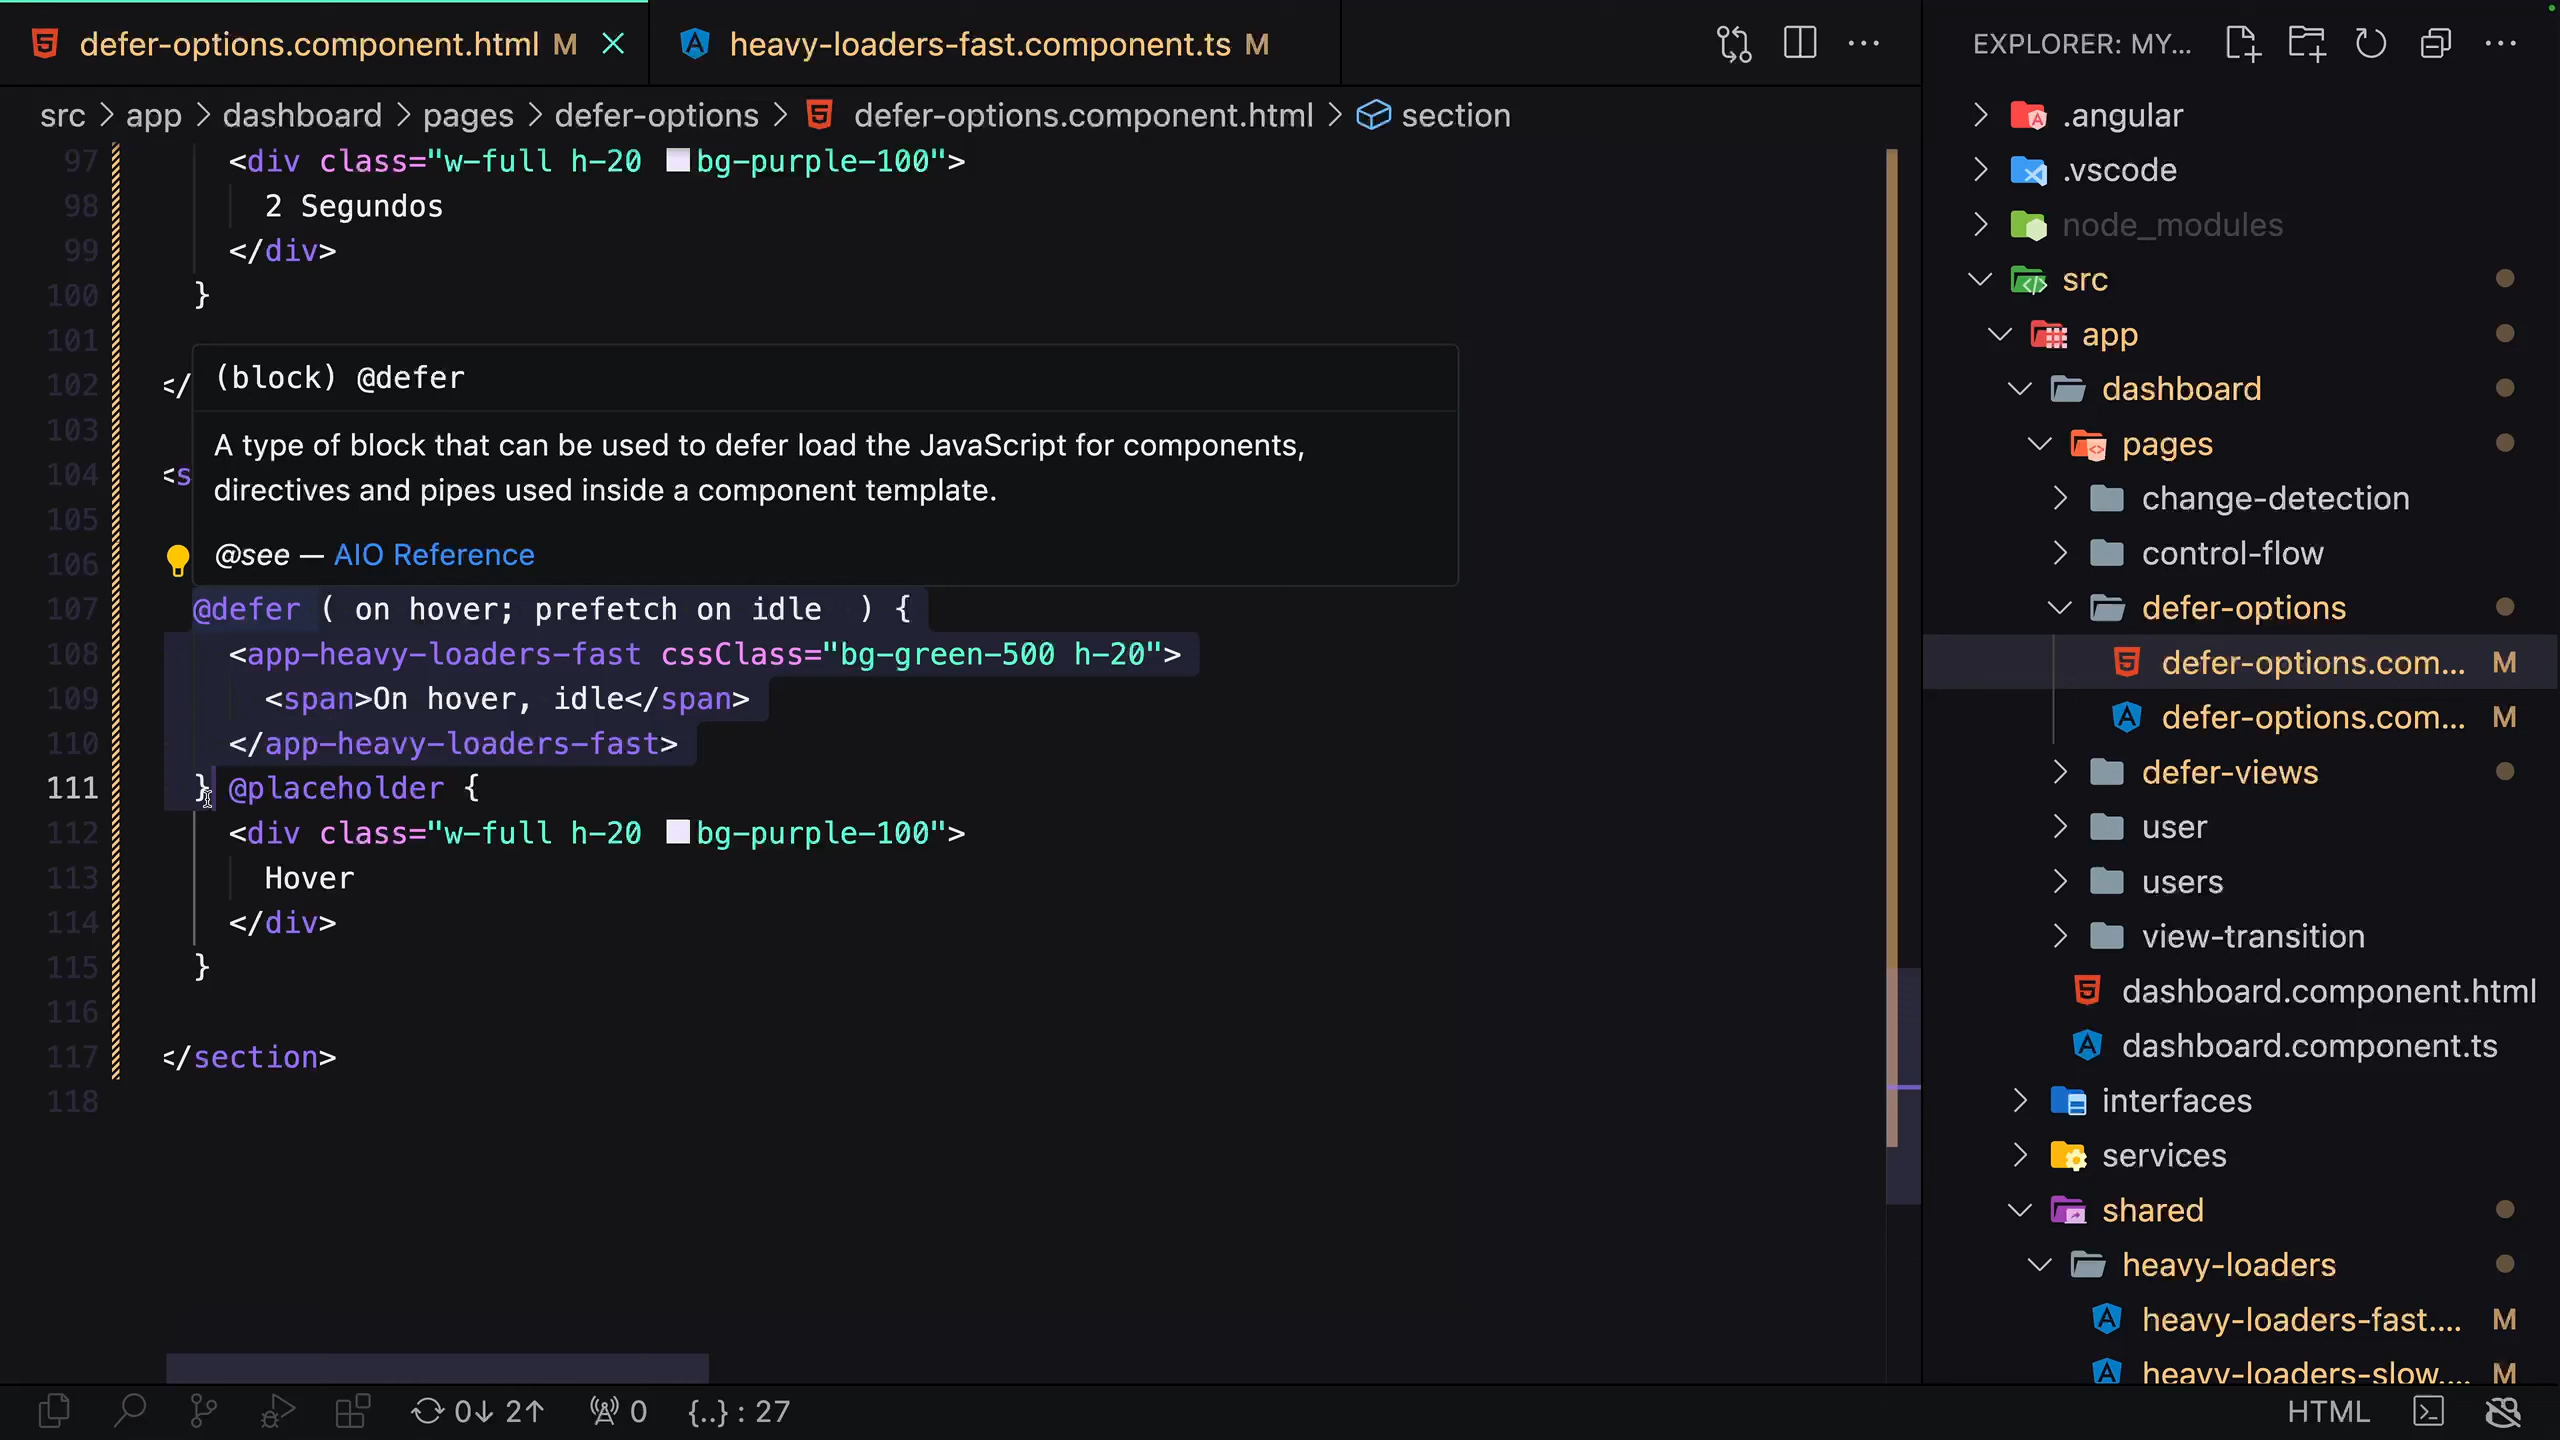 defer-options.component.html M
heavy-loaders-fast.component.ts M
EXPLORER: MY...
src > app > dashboard > pages > defer-options > defer-options.component.html > section
97 <div class="w-full h-20 bg-purple-100">
98 2 Segundos
99 </div>
100 }
101
102 </
103
104 <s
105
106
(block) @defer
A type of block that can be used to defer load the JavaScript for components,
directives and pipes used inside a component template.
@see — AIO Reference
107 @defer ( on hover; prefetch on idle  ) {
108 <app-heavy-loaders-fast cssClass="bg-green-500 h-20">
109 <span>On hover, idle</span>
110 </app-heavy-loaders-fast>
111 } @placeholder {
112 <div class="w-full h-20 bg-purple-100">
113 Hover
114 </div>
115 }
116
117 </section>
118
.angular
.vscode
node_modules
src
app
dashboard
pages
change-detection
control-flow
defer-options
defer-options.com... M
defer-options.com... M
defer-views
user
users
view-transition
dashboard.component.html
dashboard.component.ts
interfaces
services
shared
heavy-loaders
heavy-loaders-fast.... M
heavy-loaders-slow.... M
0↓ 2↑ 0 {..} : 27
HTML